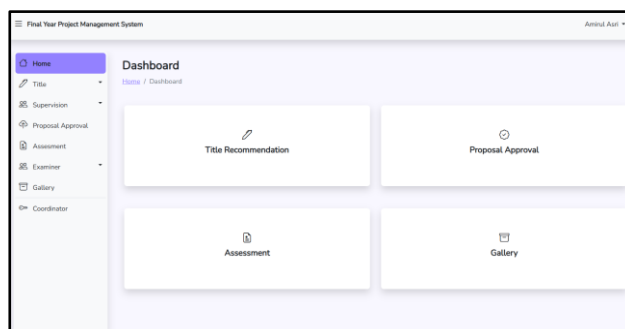 Final Year Project Management System
Amirul Asri
Home
Title
Supervision
Proposal Approval
Assesment
Examiner
Gallery
Coordinator
Dashboard
Home / Dashboard
Title Recommendation
Proposal Approval
Assessment
Gallery